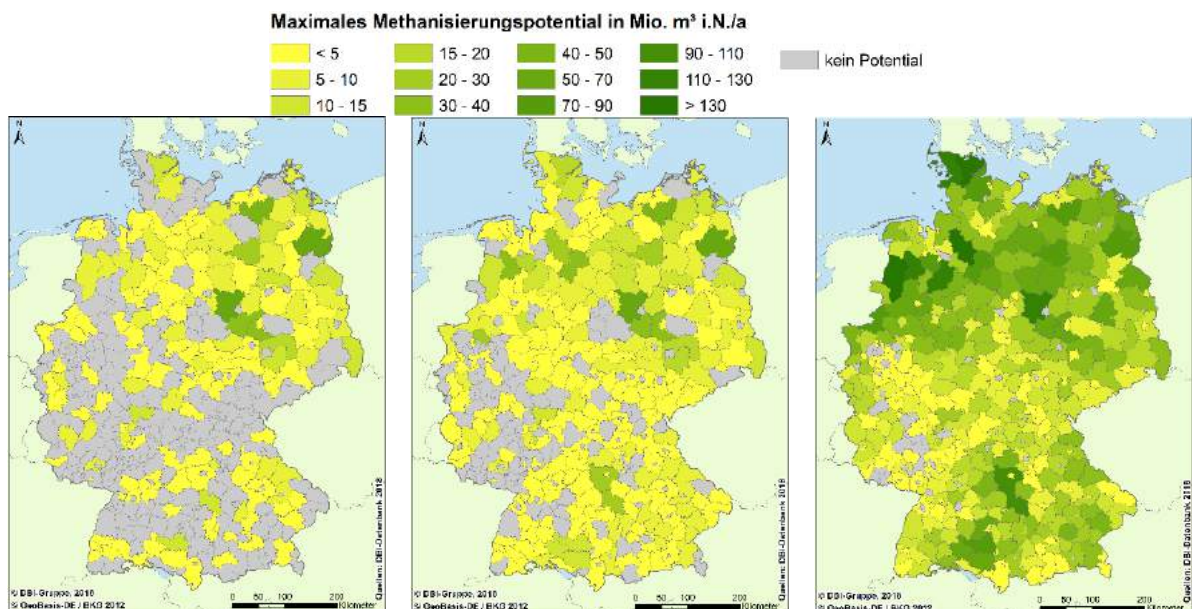 Maximales Methanisierungspotential in Mio. m³ i.N./a
< 5
15 - 20
40 - 50
90 - 110
kein Potential
5 - 10
20 - 30
50 - 70
110 - 130
10 - 15
30 - 40
70 - 90
> 130
N
Quellen: DBI-Datenbank 2018
© DBI-Gruppe, 2018
© GeoBasis-DE / BKG 2012
0 50 100 200
Kilometer
N
Quellen: DBI-Datenbank 2018
© DBI-Gruppe, 2018
© GeoBasis-DE / BKG 2012
0 50 100 200
Kilometer
N
Quellen: DBI-Datenbank 2018
© DBI-Gruppe, 2018
© GeoBasis-DE / BKG 2012
0 50 100 200
Kilometer